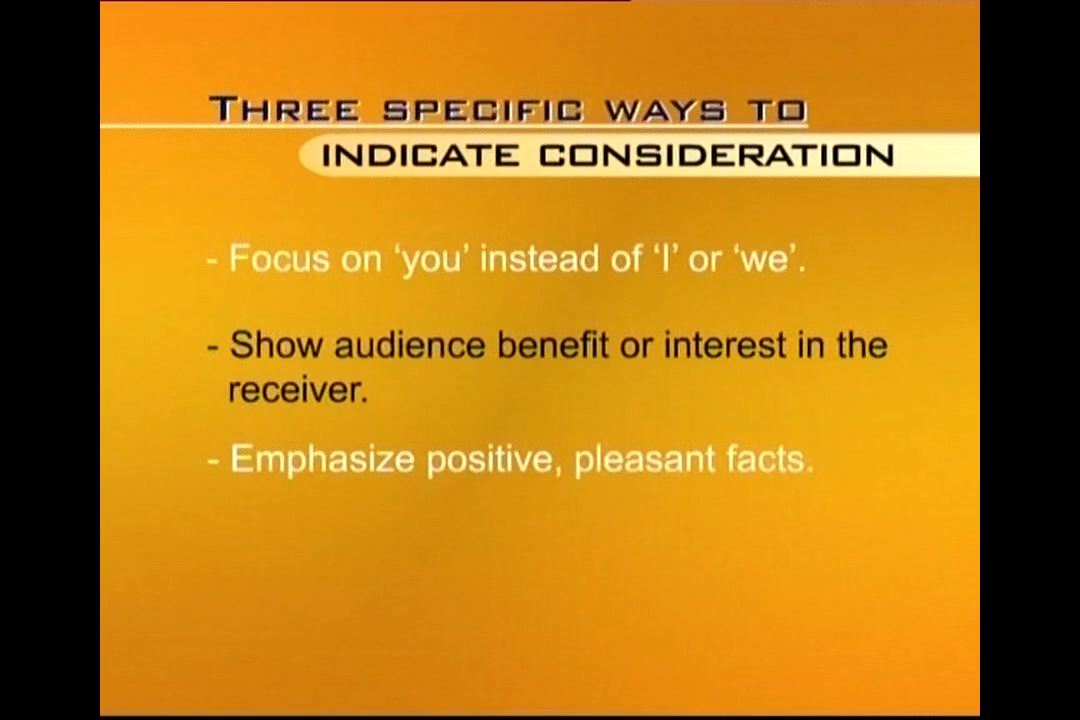 THREE SPECIFIC WAYS TO
INDICATE CONSIDERATION
- Focus on ‘you’ instead of ‘I’ or ‘we’.
- Show audience benefit or interest in the
receiver.
- Emphasize positive, pleasant facts.